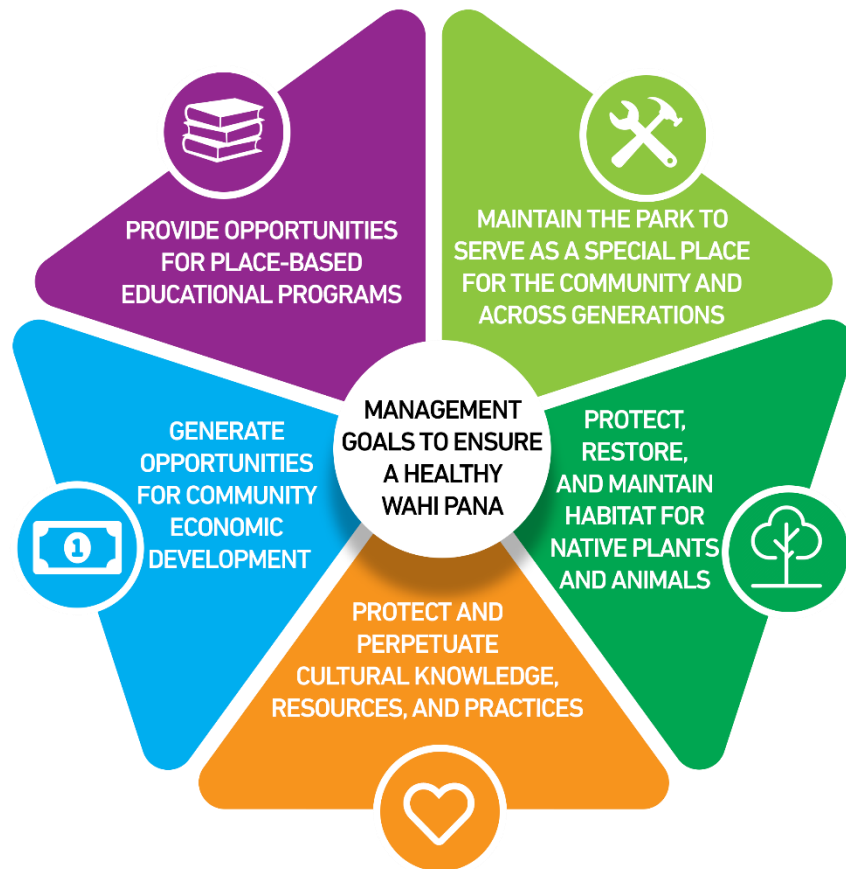 PROVIDE OPPORTUNITIES
FOR PLACE-BASED
EDUCATIONAL PROGRAMS
MAINTAIN THE PARK TO
SERVE AS A SPECIAL PLACE
FOR THE COMMUNITY AND
ACROSS GENERATIONS
MANAGEMENT
GOALS TO ENSURE
A HEALTHY
WAHI PANA
GENERATE
OPPORTUNITIES
FOR COMMUNITY
ECONOMIC
DEVELOPMENT
1
PROTECT,
RESTORE,
AND MAINTAIN
HABITAT FOR
NATIVE PLANTS
AND ANIMALS
PROTECT AND
PERPETUATE
CULTURAL KNOWLEDGE,
RESOURCES, AND PRACTICES